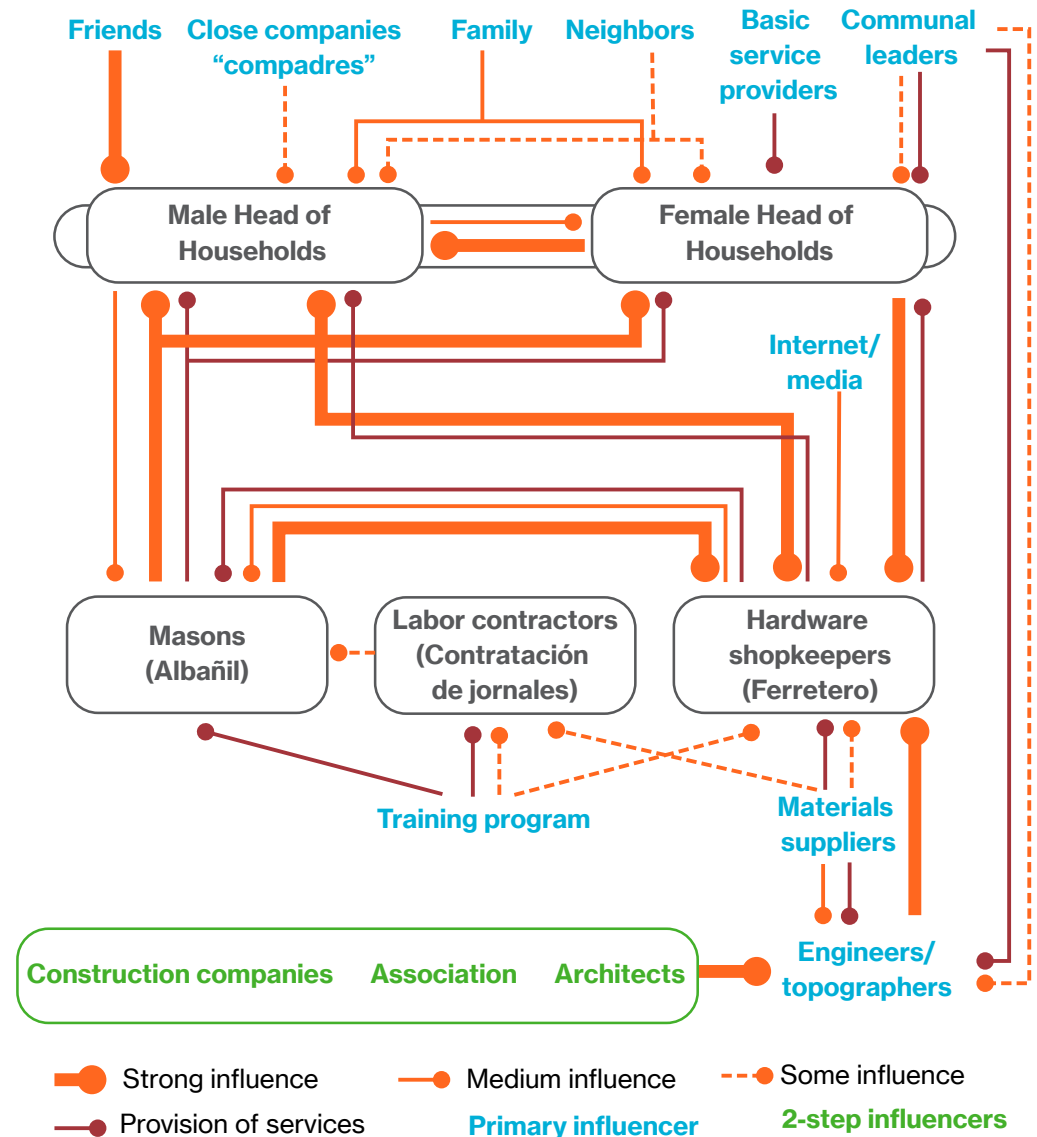 Friends
Close companies
“compadres”
Family
Neighbors
Basic
service
providers
Communal
leaders
Male Head of
Households
Female Head of
Households
Internet/
media
Masons
(Albañil)
Labor contractors
(Contratación
de jornales)
Hardware
shopkeepers
(Ferretero)
Training program
Materials
suppliers
Construction companies
Association
Architects
Engineers/
topographers
Strong influence
Medium influence
Some influence
Provision of services
Primary influencer
2-step influencers